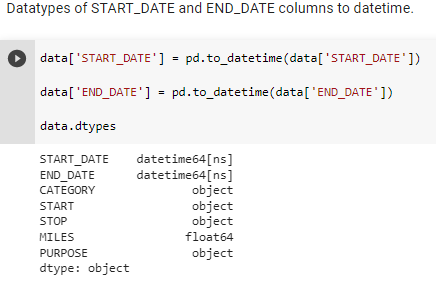 Datatypes of START_DATE and END_DATE columns to datetime.
data['START_DATE'] = pd.to_datetime(data['START_DATE'])
data['END_DATE'] = pd.to_datetime(data['END_DATE'])
data.dtypes
START_DATE    datetime64[ns]
END_DATE      datetime64[ns]
CATEGORY              object
START                 object
STOP                  object
MILES                float64
PURPOSE               object
dtype: object